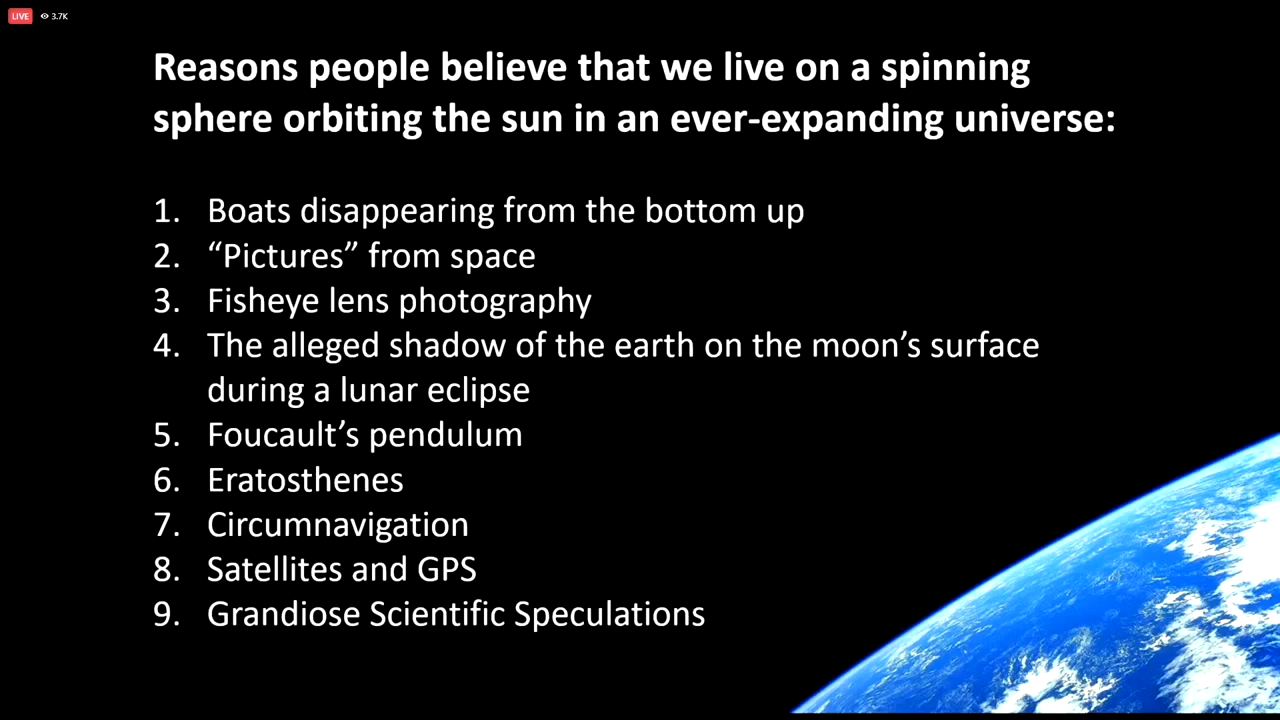 LIVE 3.7K
Reasons people believe that we live on a spinning
sphere orbiting the sun in an ever-expanding universe:
1. Boats disappearing from the bottom up
2. “Pictures” from space
3. Fisheye lens photography
4. The alleged shadow of the earth on the moon’s surface
during a lunar eclipse
5. Foucault’s pendulum
6. Eratosthenes
7. Circumnavigation
8. Satellites and GPS
9. Grandiose Scientific Speculations